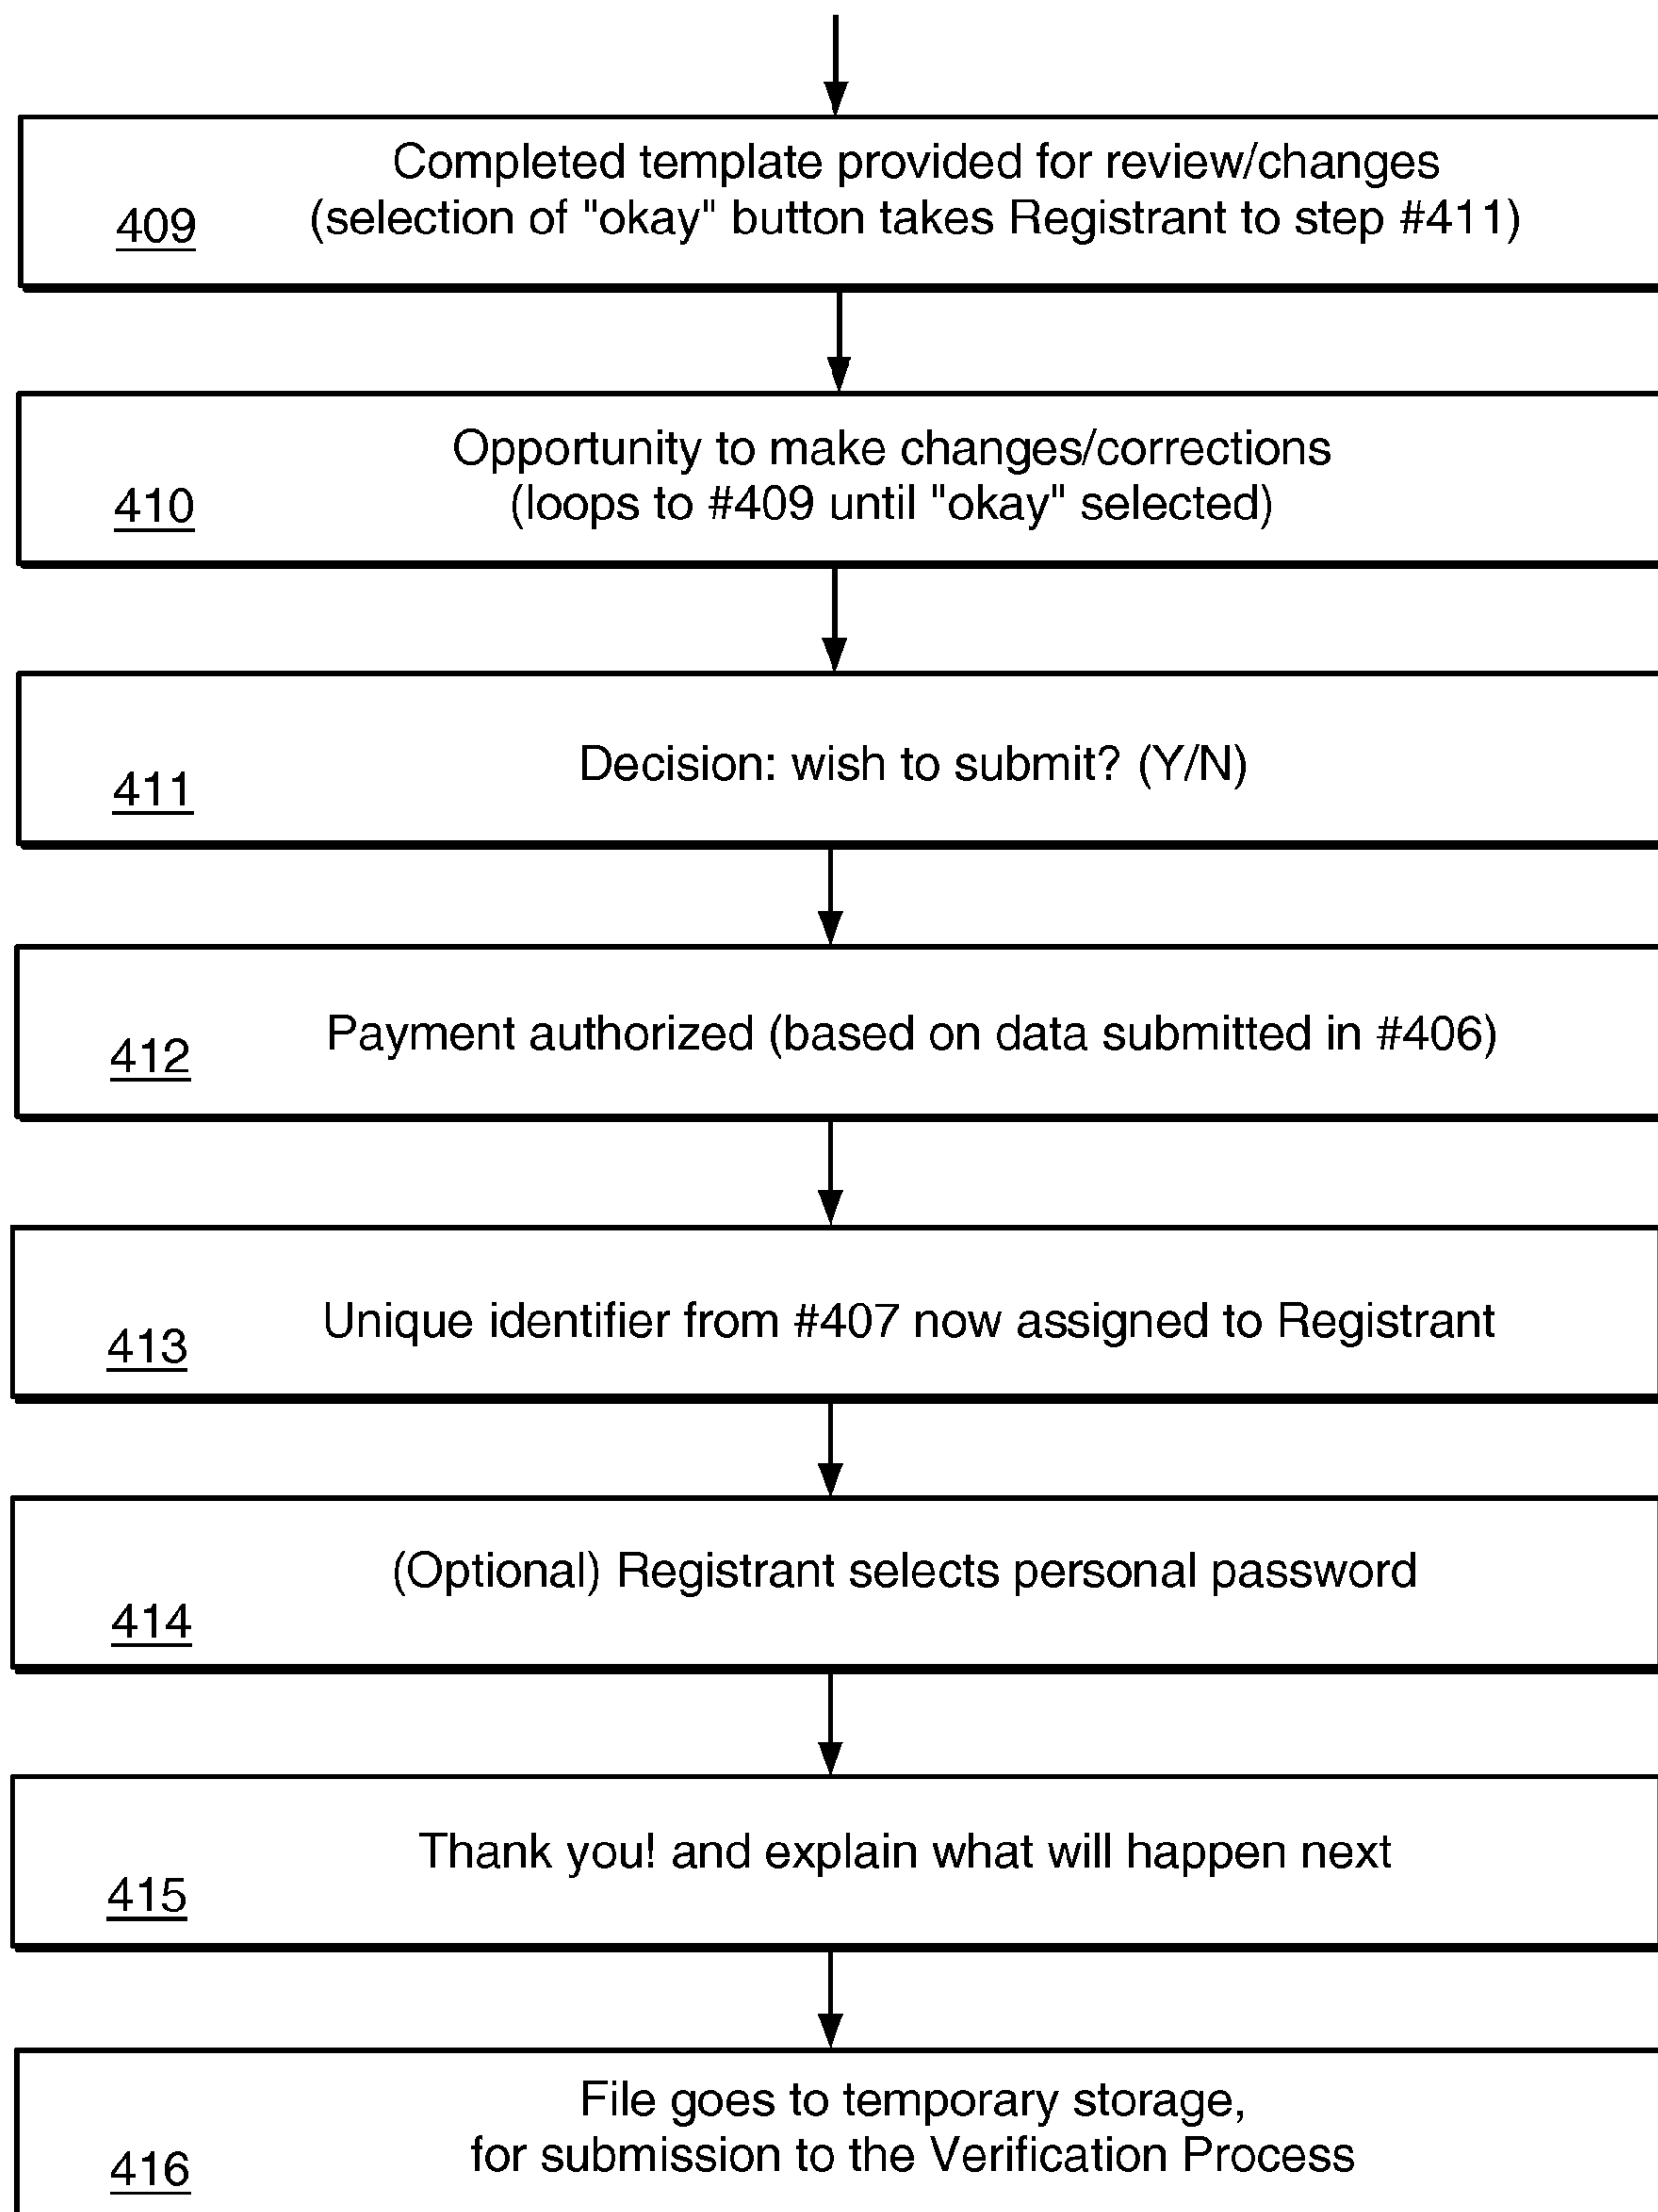 Completed template provided for review/changes
409 (selection of "okay" button takes Registrant to step #411)
Opportunity to make changes/corrections
410 (loops to #409 until "okay" selected)
Decision: wish to submit? (Y/N)
411
Payment authorized (based on data submitted in #406)
412
Unique identifier from #407 now assigned to Registrant
413
(Optional) Registrant selects personal password
414
Thank you! and explain what will happen next
415
File goes to temporary storage,
416 for submission to the Verification Process